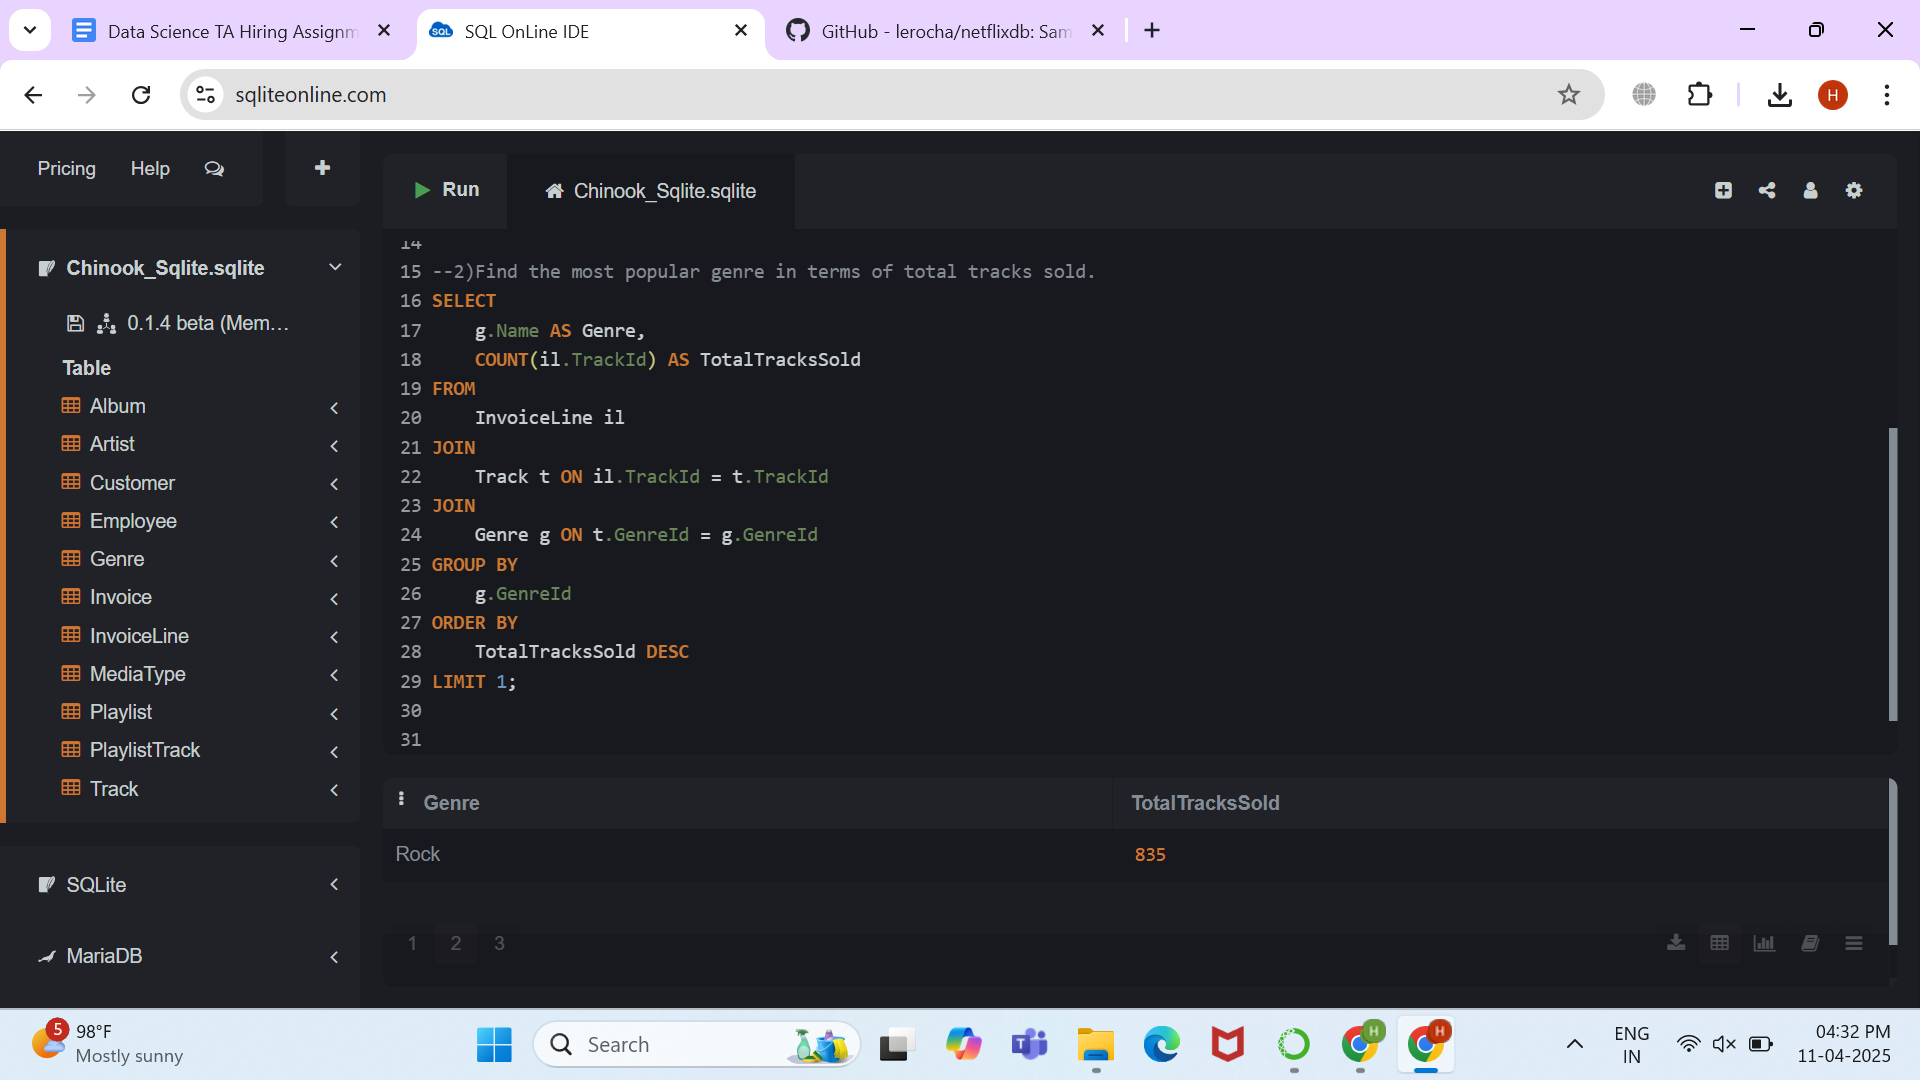 Data Science TA Hiring Assignm
SQL OnLine IDE
GitHub - lerocha/netflixdb: Sam
sqliteonline.com
H
Pricing
Help
Run
Chinook_Sqlite.sqlite
Chinook_Sqlite.sqlite
0.1.4 beta (Mem...
Table
Album
Artist
Customer
Employee
Genre
Invoice
InvoiceLine
MediaType
Playlist
PlaylistTrack
Track
SQLite
MariaDB
14
15 --2)Find the most popular genre in terms of total tracks sold.
16 SELECT
17     g.Name AS Genre,
18     COUNT(il.TrackId) AS TotalTracksSold
19 FROM
20     InvoiceLine il
21 JOIN
22     Track t ON il.TrackId = t.TrackId
23 JOIN
24     Genre g ON t.GenreId = g.GenreId
25 GROUP BY
26     g.GenreId
27 ORDER BY
28     TotalTracksSold DESC
29 LIMIT 1;
30
31
Genre TotalTracksSold
Rock 835
1 2 3
5
98°F
Mostly sunny
Search
H
H
ENG
IN
04:32 PM
11-04-2025